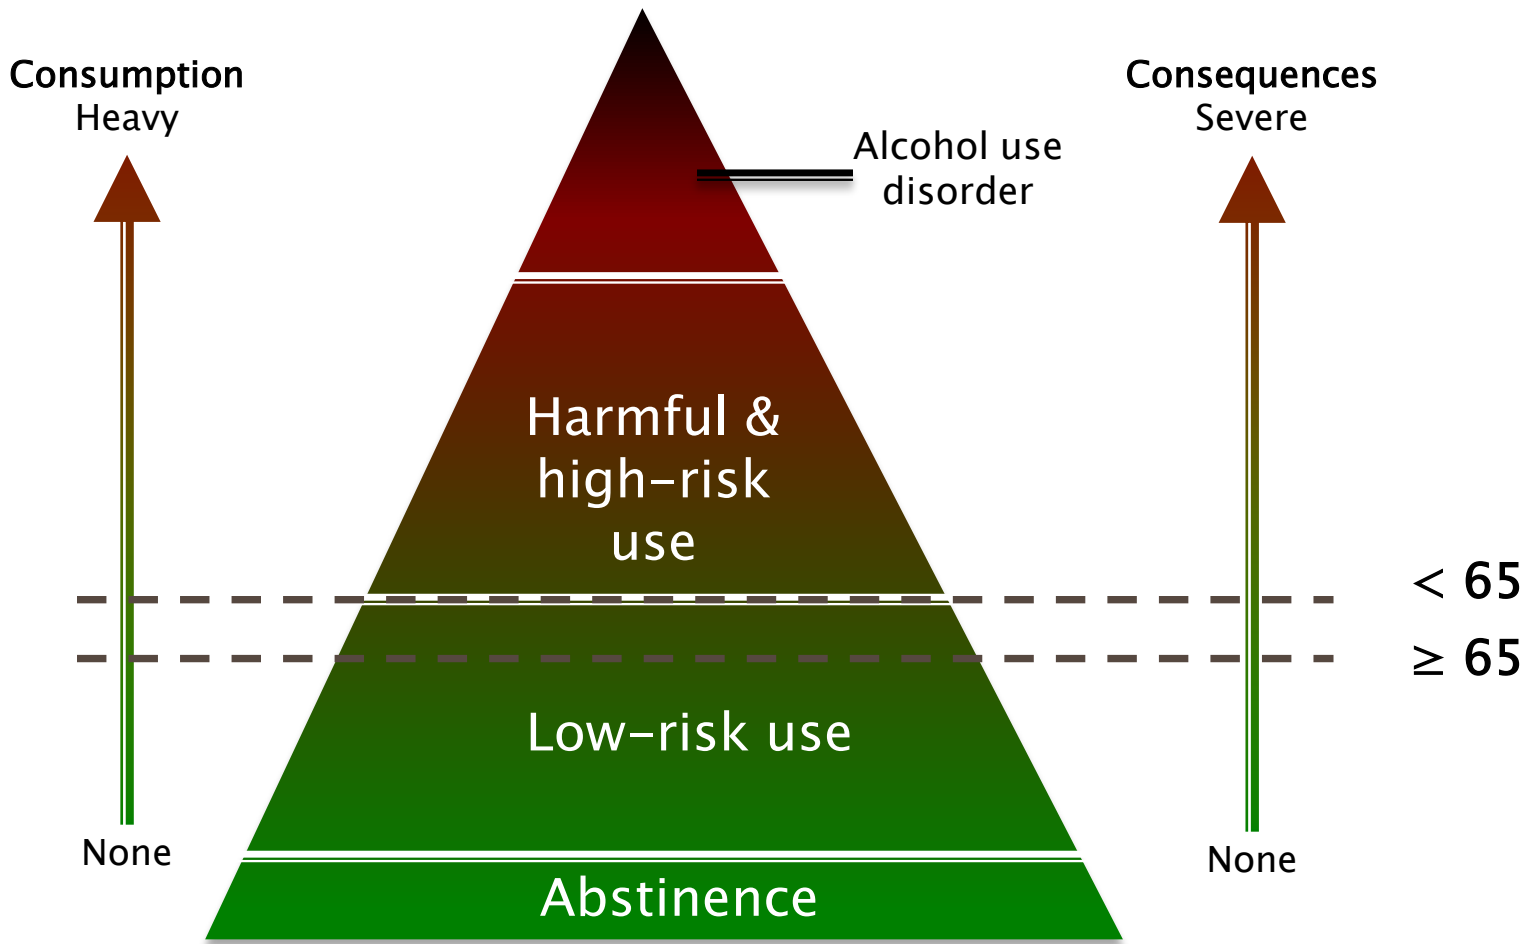 Consumption
Heavy
Consequences
Severe
Alcohol use
disorder
Harmful &
high-risk
use
< 65
≥ 65
Low-risk use
None
None
Abstinence